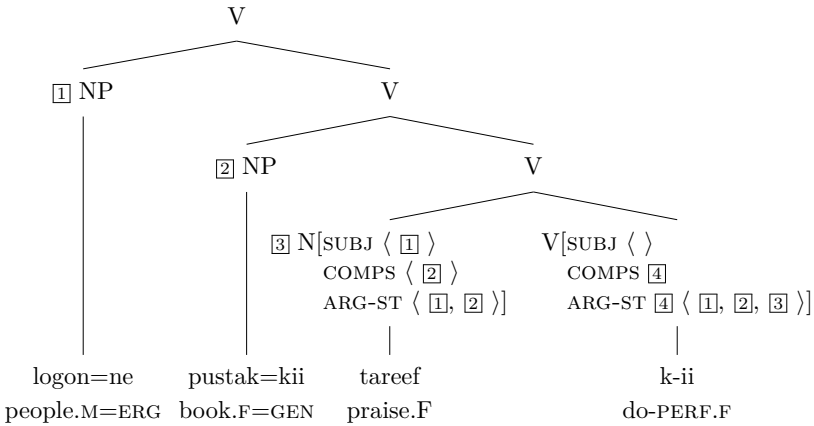 V
1 NP V
2 NP V
3 N[SUBJ ⟨ 1 ⟩ V[SUBJ ⟨ ⟩
COMPS ⟨ 2 ⟩ COMPS 4
ARG-ST ⟨ 1, 2 ⟩] ARG-ST 4 ⟨ 1, 2, 3 ⟩]
logon=ne pustak=kii tareef k-ii
people.M=ERG book.F=GEN praise.F do-PERF.F